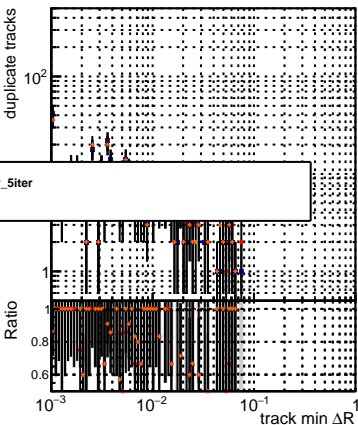 duplicate tracks
10²
_5iter
1
Ratio
1
0.8
0.6
10⁻³
10⁻²
10⁻¹
1
track min ΔR